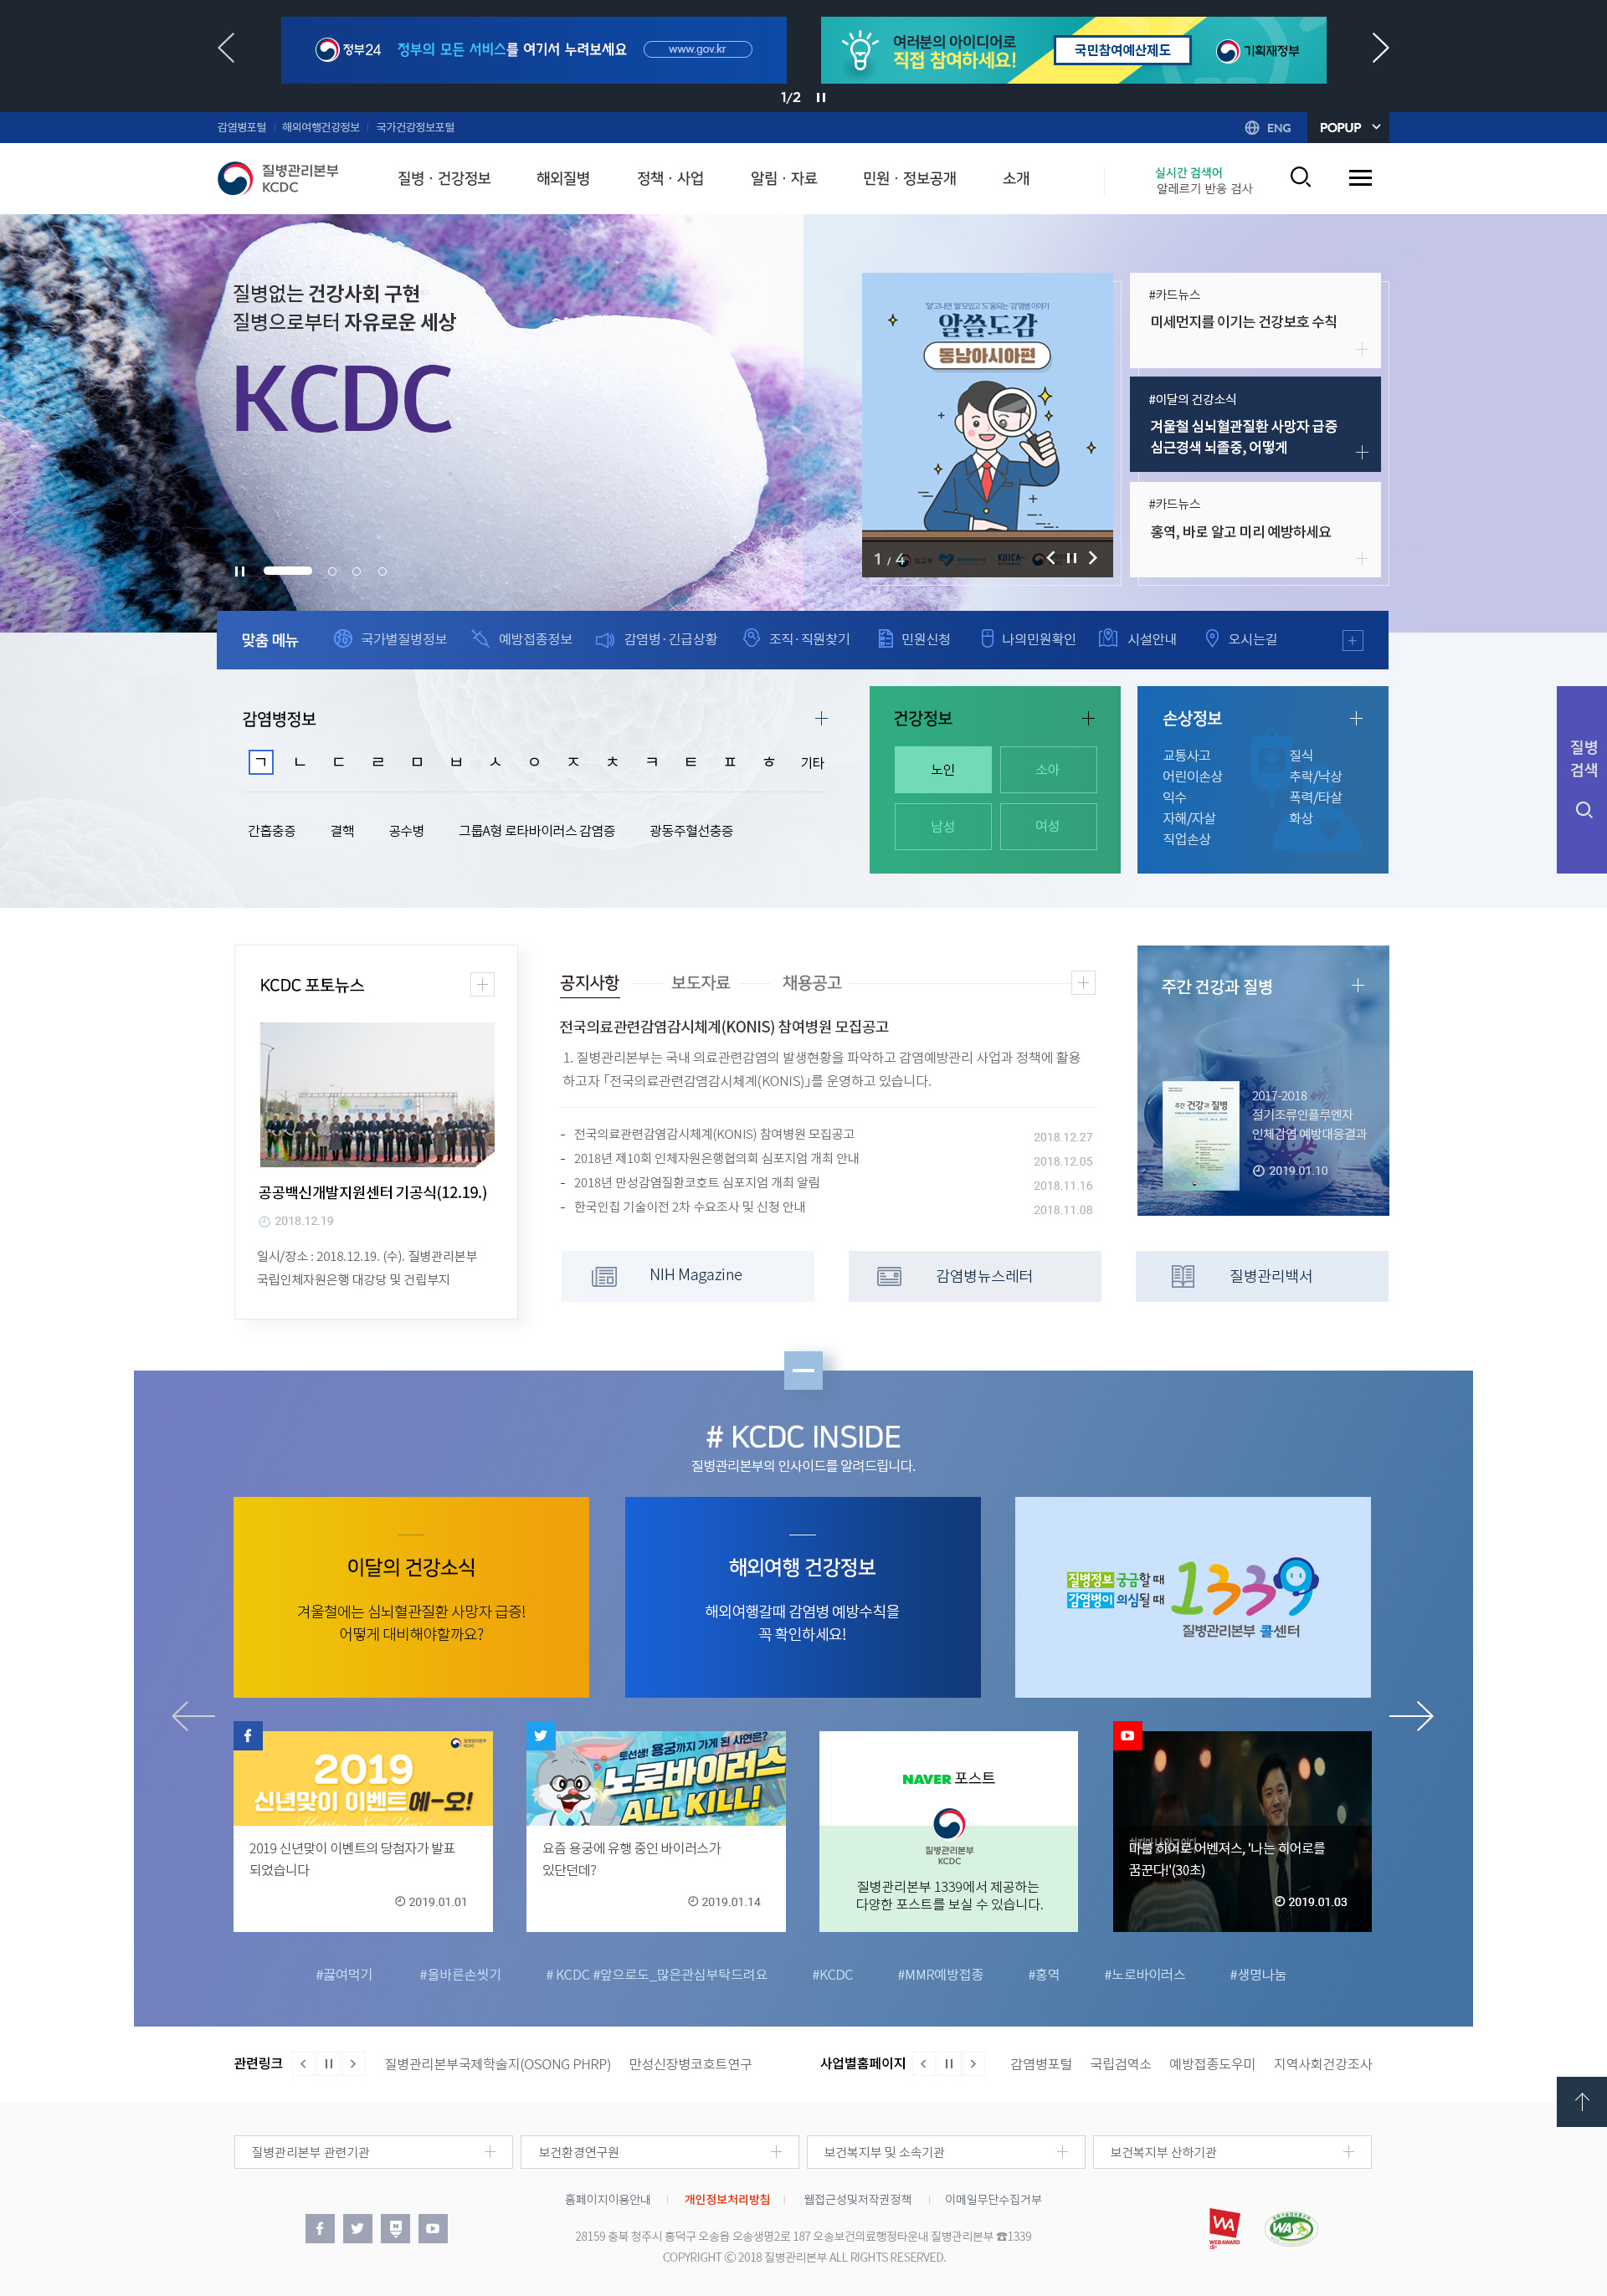 정부24 정부의 모든 서비스를 여기서 누려보세요 www.gov.kr
여러분의 아이디어로
직접 참여하세요!
국민참여예산제도
기획재정부
1/2
감염병포털 해외여행건강정보 국가건강정보포털
ENG POPUP
질병관리본부
KCDC
질병 · 건강정보 해외질병 정책 · 사업 알림 · 자료 민원 · 정보공개 소개
실시간 검색어
알레르기 반응 검사
질병없는 건강사회 구현
질병으로부터 자유로운 세상
KCDC
알쓸도감
동남아시아편
1 / 4
#카드뉴스
미세먼지를 이기는 건강보호 수칙
#이달의 건강소식
겨울철 심뇌혈관질환 사망자 급증
심근경색 뇌졸중, 어떻게
#카드뉴스
홍역, 바로 알고 미리 예방하세요
맞춤 메뉴 국가별질병정보 예방접종정보 감염병·긴급상황 조직·직원찾기 민원신청 나의민원확인 시설안내 오시는길
감염병정보
ㄱ ㄴ ㄷ ㄹ ㅁ ㅂ ㅅ ㅇ ㅈ ㅊ ㅋ ㅌ ㅍ ㅎ 기타
간흡충증 결핵 공수병 그룹A형 로타바이러스 감염증 광동주혈선충증
건강정보
노인 소아
남성 여성
손상정보
교통사고 질식
어린이손상 추락/낙상
익수 폭력/타살
자해/자살 화상
직업손상
질병
검색
KCDC 포토뉴스
공공백신개발지원센터 기공식(12.19.)
2018.12.19
일시/장소 : 2018.12.19. (수). 질병관리본부
국립인체자원은행 대강당 및 건립부지
공지사항 보도자료 채용공고
전국의료관련감염감시체계(KONIS) 참여병원 모집공고
1. 질병관리본부는 국내 의료관련감염의 발생현황을 파악하고 감염예방관리 사업과 정책에 활용
하고자 「전국의료관련감염감시체계(KONIS)」를 운영하고 있습니다.
- 전국의료관련감염감시체계(KONIS) 참여병원 모집공고 2018.12.27
- 2018년 제10회 인체자원은행협의회 심포지엄 개최 안내 2018.12.05
- 2018년 만성감염질환코호트 심포지엄 개최 알림 2018.11.16
- 한국인칩 기술이전 2차 수요조사 및 신청 안내 2018.11.08
주간 건강과 질병
주간 건강과 질병
2017-2018
절기조류인플루엔자
인체감염 예방대응결과
2019.01.10
NIH Magazine
감염병뉴스레터
질병관리백서
# KCDC INSIDE
질병관리본부의 인사이드를 알려드립니다.
이달의 건강소식
겨울철에는 심뇌혈관질환 사망자 급증!
어떻게 대비해야할까요?
해외여행 건강정보
해외여행갈때 감염병 예방수칙을
꼭 확인하세요!
질병정보 궁금할 때
감염병이 의심될 때
1339
질병관리본부 콜센터
질병관리본부
KCDC
2019
신년맞이 이벤트 에~오!
Happy New Year!
2019 신년맞이 이벤트의 당첨자가 발표
되었습니다
2019.01.01
토선생! 용궁까지 가게 된 사연은?
노로바이러스
ALL KILL!
요즘 용궁에 유행 중인 바이러스가
있단던데?
2019.01.14
NAVER 포스트
질병관리본부
KCDC
질병관리본부 1339에서 제공하는
다양한 포스트를 보실 수 있습니다.
마블 히어로 어벤져스, '나는 히어로를
꿈꾼다!'(30초)
2019.01.03
#끓여먹기 #올바른손씻기 # KCDC #앞으로도_많은관심부탁드려요 #KCDC #MMR예방접종 #홍역 #노로바이러스 #생명나눔
관련링크 질병관리본부국제학술지(OSONG PHRP) 만성신장병코호트연구
사업별홈페이지 감염병포털 국립검역소 예방접종도우미 지역사회건강조사
질병관리본부 관련기관 보건환경연구원 보건복지부 및 소속기관 보건복지부 산하기관
홈페이지이용안내 개인정보처리방침 웹접근성및저작권정책 이메일무단수집거부
28159 충북 청주시 흥덕구 오송읍 오송생명2로 187 오송보건의료행정타운내 질병관리본부 ☎1339
COPYRIGHT ⓒ 2018 질병관리본부 ALL RIGHTS RESERVED.
WEB AWARD
WA